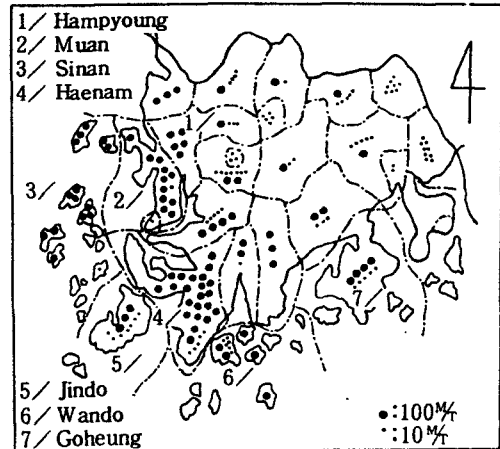 1/ Hampyoung
2/ Muan
3/ Sinan
4/ Haenam
4
1
3/
2/
4/
7/
5/
6/
5/ Jindo
6/ Wando
7/ Goheung
●:100M/T
∴:10M/T